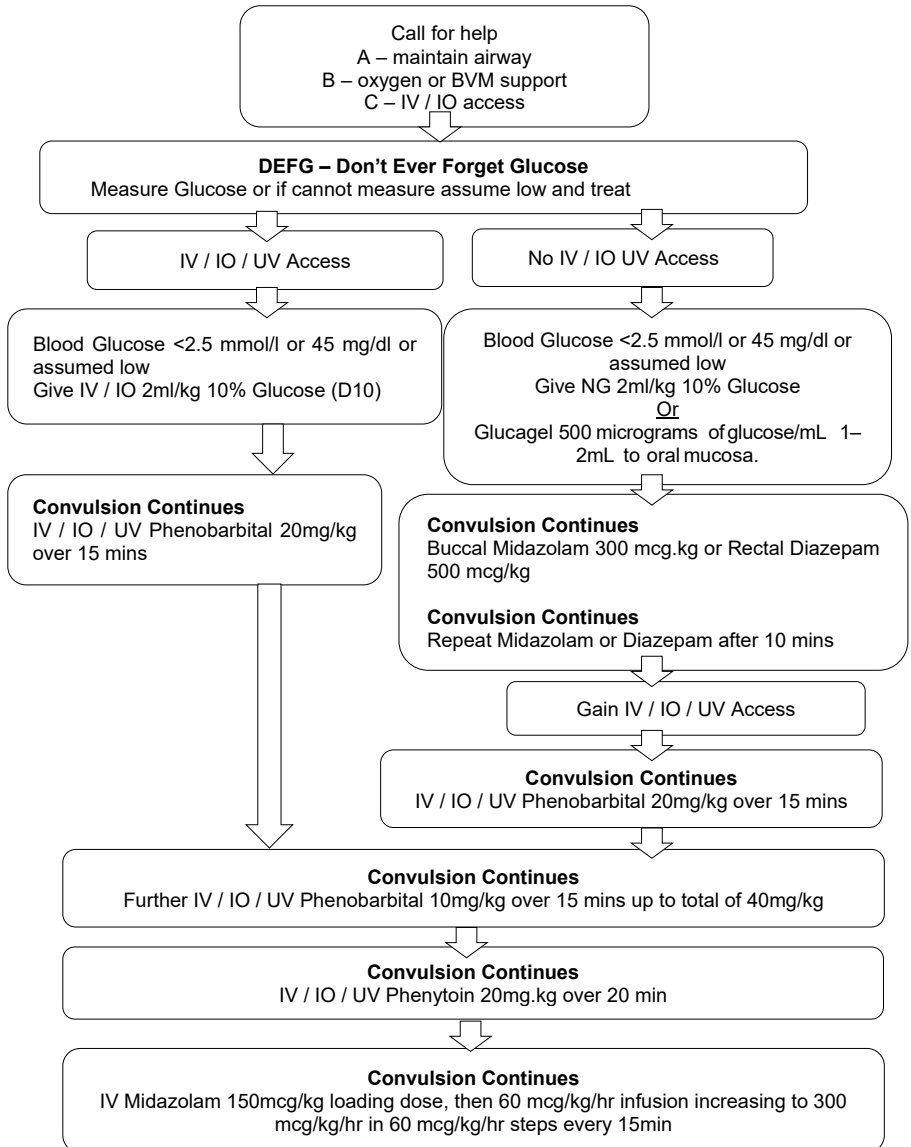 Call for help
A – maintain airway
B – oxygen or BVM support
C – IV / IO access
DEFG – Don't Ever Forget Glucose
Measure Glucose or if cannot measure assume low and treat
IV / IO / UV Access
No IV / IO UV Access
Blood Glucose <2.5 mmol/l or 45 mg/dl or
assumed low
Give IV / IO 2ml/kg 10% Glucose (D10)
Blood Glucose <2.5 mmol/l or 45 mg/dl or
assumed low
Give NG 2ml/kg 10% Glucose
Or
Glucagel 500 micrograms of glucose/mL 1–
2mL to oral mucosa.
Convulsion Continues
IV / IO / UV Phenobarbital 20mg/kg
over 15 mins
Convulsion Continues
Buccal Midazolam 300 mcg.kg or Rectal Diazepam
500 mcg/kg
Convulsion Continues
Repeat Midazolam or Diazepam after 10 mins
Gain IV / IO / UV Access
Convulsion Continues
IV / IO / UV Phenobarbital 20mg/kg over 15 mins
Convulsion Continues
Further IV / IO / UV Phenobarbital 10mg/kg over 15 mins up to total of 40mg/kg
Convulsion Continues
IV / IO / UV Phenytoin 20mg.kg over 20 min
Convulsion Continues
IV Midazolam 150mcg/kg loading dose, then 60 mcg/kg/hr infusion increasing to 300
mcg/kg/hr in 60 mcg/kg/hr steps every 15min